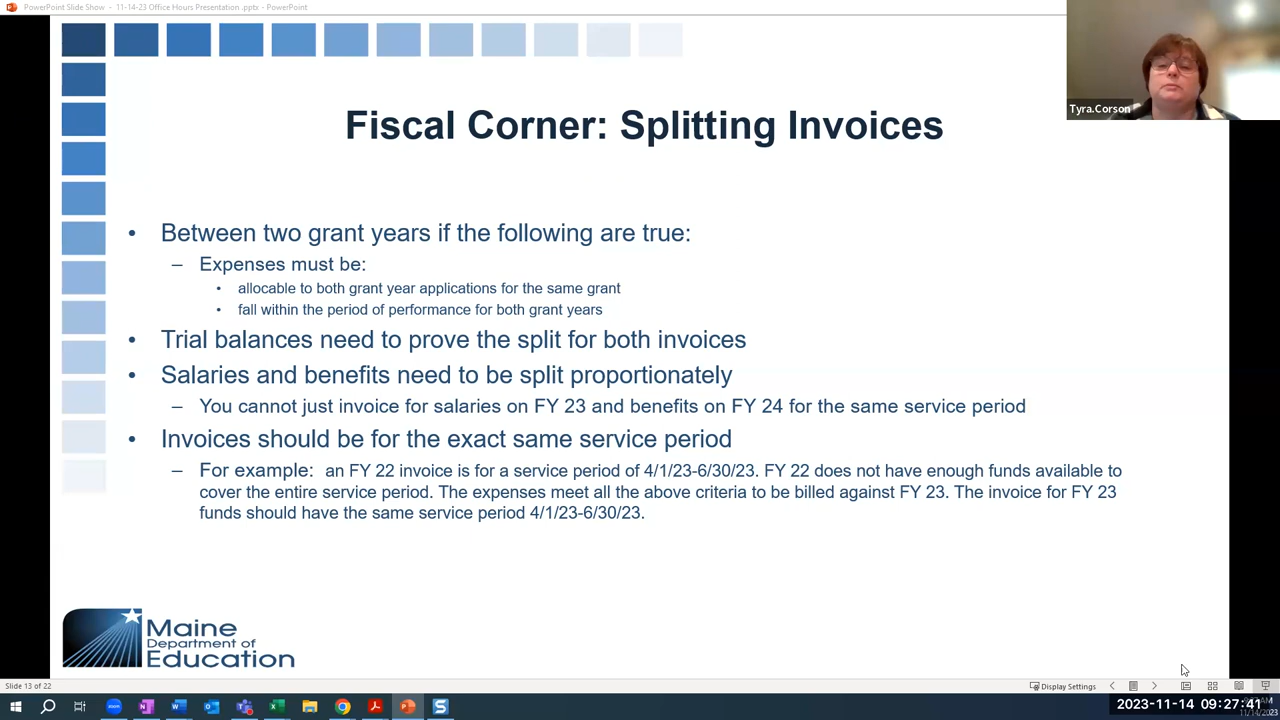 PowerPoint Slide Show - 11-14-23 Office Hours Presentation .pptx - PowerPoint
Tyra.Corson
Fiscal Corner: Splitting Invoices
• Between two grant years if the following are true:
– Expenses must be:
• allocable to both grant year applications for the same grant
• fall within the period of performance for both grant years
• Trial balances need to prove the split for both invoices
• Salaries and benefits need to be split proportionately
– You cannot just invoice for salaries on FY 23 and benefits on FY 24 for the same service period
• Invoices should be for the exact same service period
– For example: an FY 22 invoice is for a service period of 4/1/23-6/30/23. FY 22 does not have enough funds available to
cover the entire service period. The expenses meet all the above criteria to be billed against FY 23. The invoice for FY 23
funds should have the same service period 4/1/23-6/30/23.
Maine
Department of
Education
Slide 13 of 22
Display Settings
2023-11-14 09:27:41